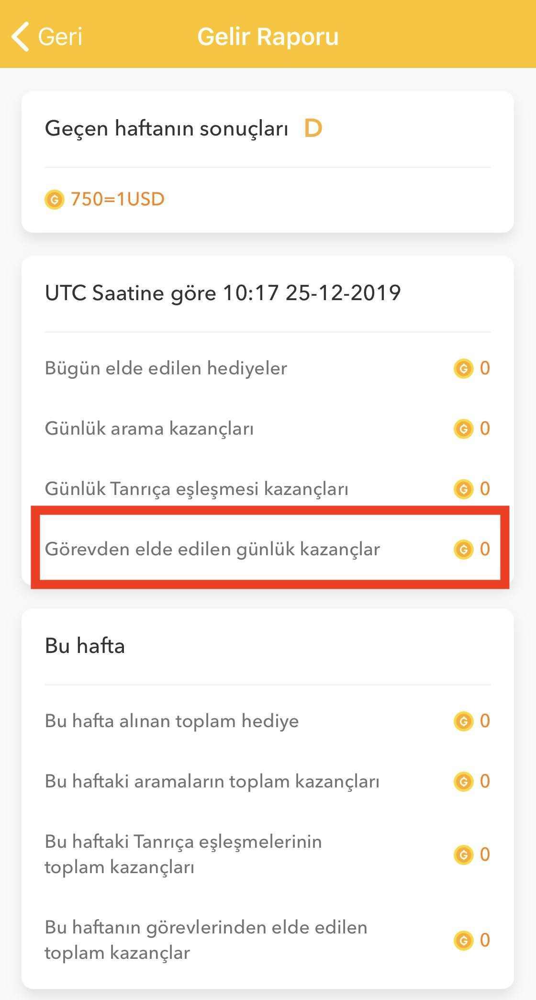 Geri
Gelir Raporu
Geçen haftanın sonuçları D
750=1USD
UTC Saatine göre 10:17 25-12-2019
Bügün elde edilen hediyeler 0
Günlük arama kazançları 0
Günlük Tanrıça eşleşmesi kazançları 0
Görevden elde edilen günlük kazançlar 0
Bu hafta
Bu hafta alınan toplam hediye 0
Bu haftaki aramaların toplam kazançları 0
Bu haftaki Tanrıça eşleşmelerinin
toplam kazançları 0
Bu haftanın görevlerinden elde edilen
toplam kazançlar 0